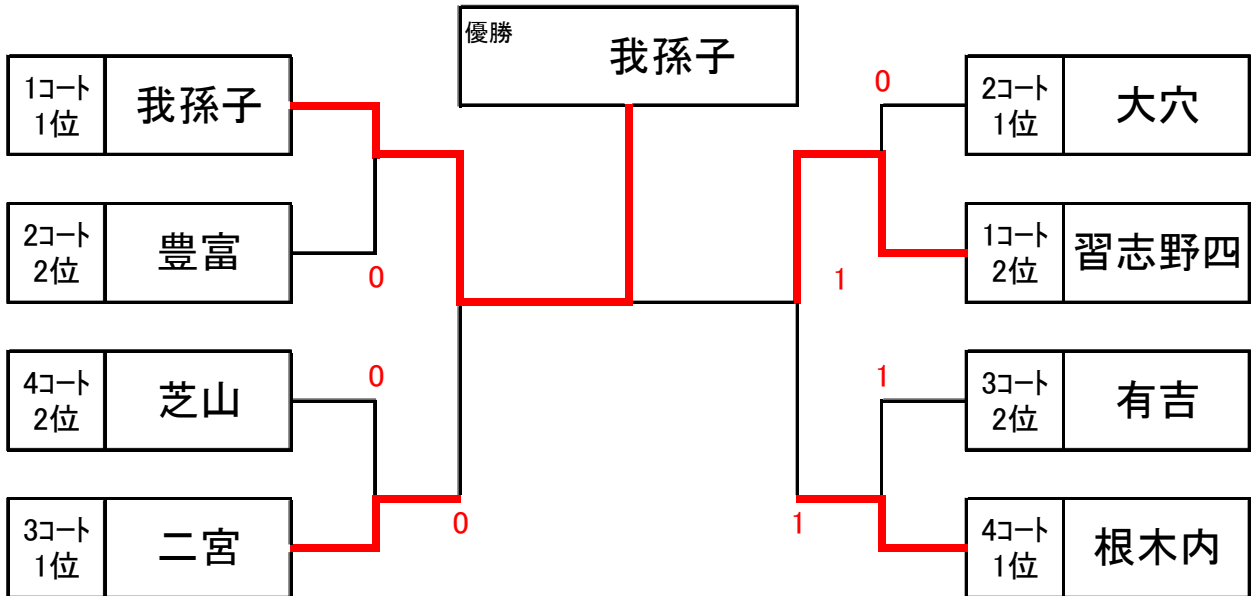 優勝
我孫子
1コート
1位
我孫子
2コート
2位
豊富
0
4コート
2位
芝山
0
3コート
1位
二宮
0
0
2コート
1位
大穴
1コート
2位
習志野四
1
1
3コート
2位
有吉
1
4コート
1位
根木内